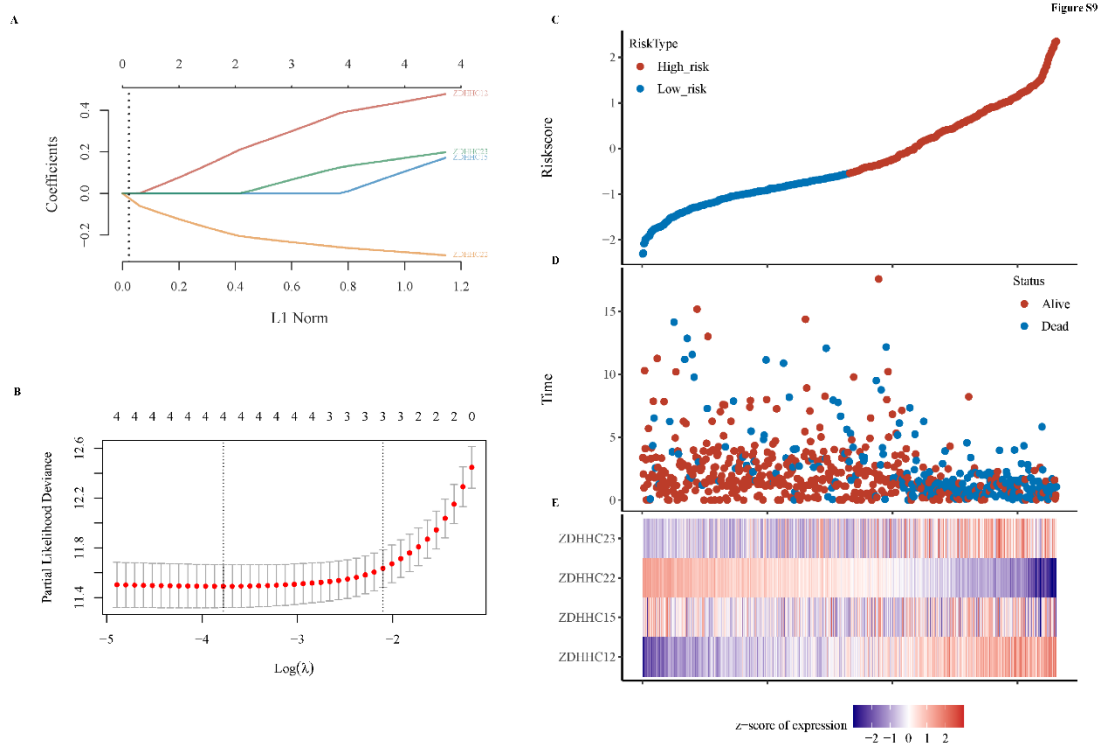 Figure S9
A
0 2 2 3 4 4 4
Coefficients
0.4
0.2
0.0
−0.2
ZDHHC12
ZDHHC23
ZDHHC15
ZDHHC22
0.0 0.2 0.4 0.6 0.8 1.0 1.2
L1 Norm
B
4 4 4 4 4 4 4 4 4 4 4 4 3 3 3 3 3 2 2 2 0
Partial Likelihood Deviance
12.6
12.2
11.8
11.4
−5 −4 −3 −2
Log(λ)
C
RiskType
High_risk
Low_risk
Riskscore
2
1
0
−1
−2
D
Status
Alive
Dead
Time
15
10
5
0
E
ZDHHC23
ZDHHC22
ZDHHC15
ZDHHC12
z−score of expression
−2 −1 0 1 2